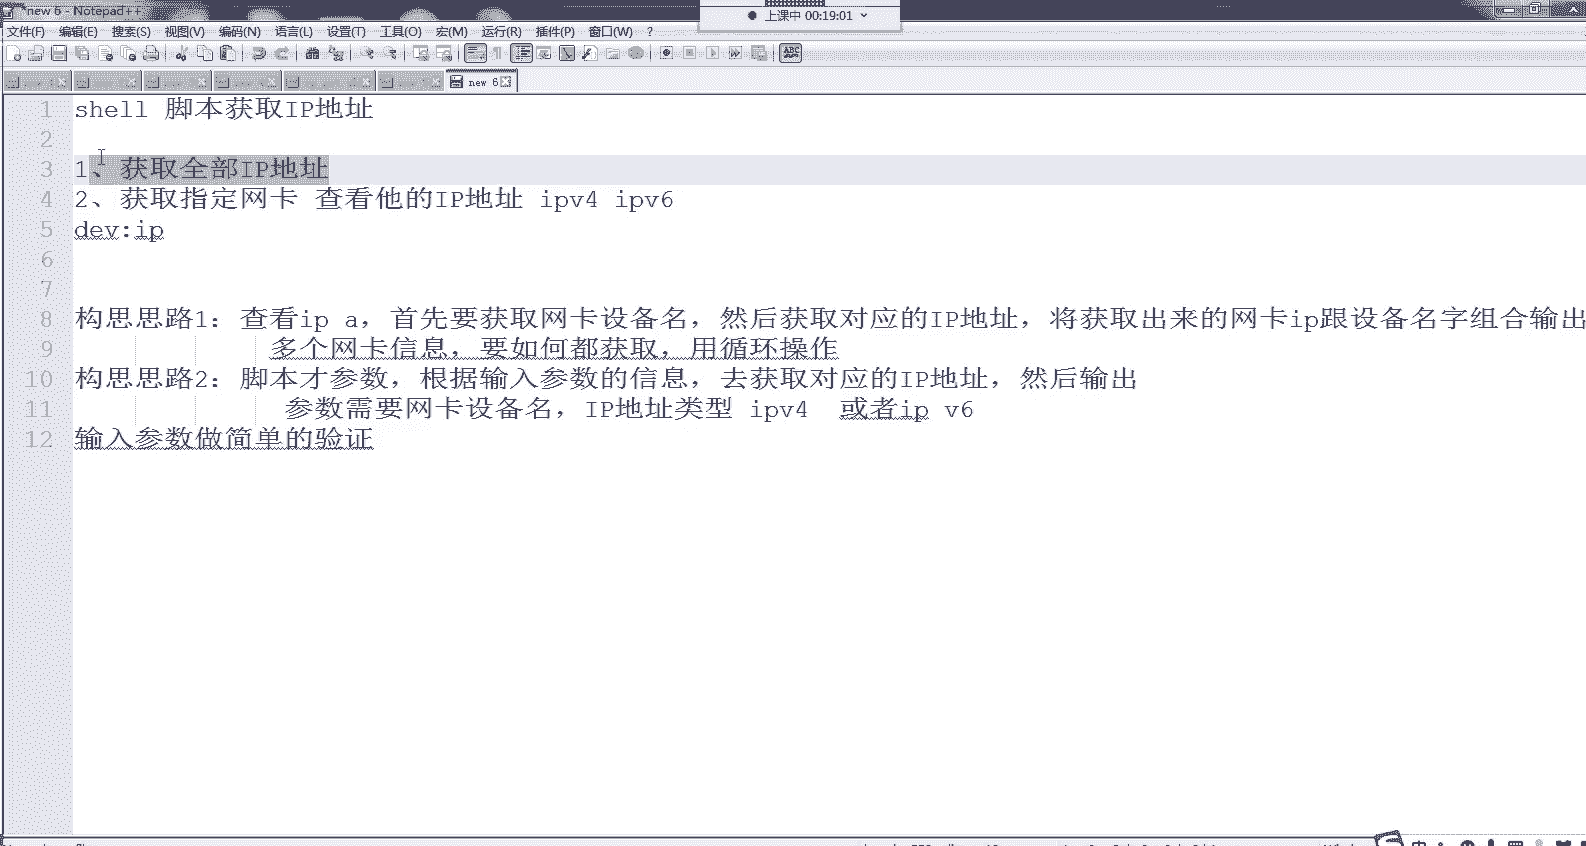 *new 6 - Notepad++
上课中 00:19:01
文件(F) 编辑(E) 搜索(S) 视图(V) 编码(N) 语言(L) 设置(T) 工具(O) 宏(M) 运行(R) 插件(P) 窗口(W) ?
ABC
new 6
1 shell 脚本获取IP地址
2
3 1、获取全部IP地址
4 2、获取指定网卡 查看他的IP地址 ipv4 ipv6
5 dev:ip
6
7
8 构思思路1：查看ip a，首先要获取网卡设备名，然后获取对应的IP地址，将获取出来的网卡ip跟设备名字组合输出
9 多个网卡信息，要如何都获取，用循环操作
10 构思思路2：脚本才参数，根据输入参数的信息，去获取对应的IP地址，然后输出
11 参数需要网卡设备名，IP地址类型 ipv4 或者ip v6
12 输入参数做简单的验证